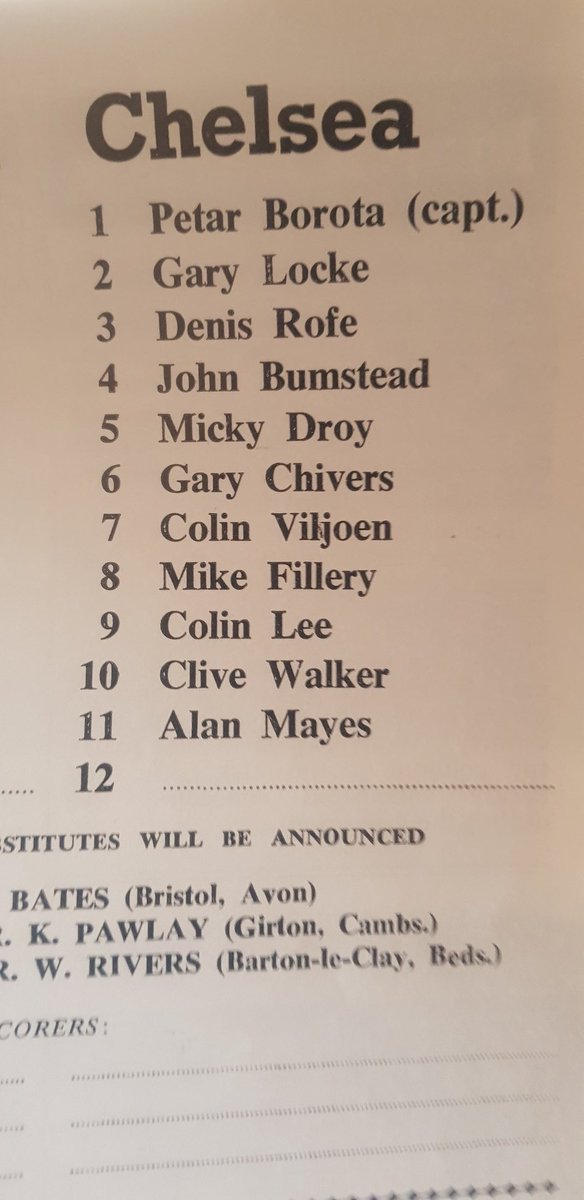 Chelsea
1 Petar Borota (capt.)
2 Gary Locke
3 Denis Rofe
4 John Bumstead
5 Micky Droy
6 Gary Chivers
7 Colin Viljoen
8 Mike Fillery
9 Colin Lee
10 Clive Walker
11 Alan Mayes
12
STITUTES WILL BE ANNOUNCED
BATES (Bristol, Avon)
R. K. PAWLAY (Girton, Cambs.)
R. W. RIVERS (Barton-le-Clay, Beds.)
CORERS: